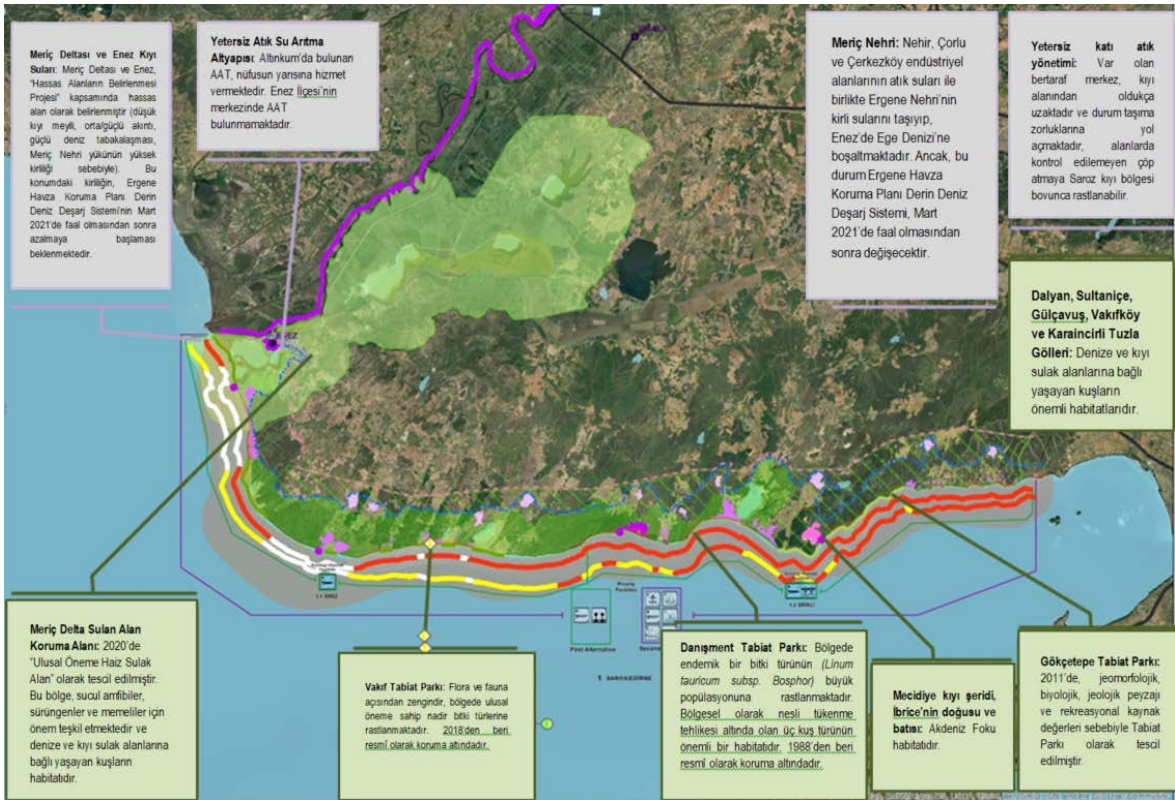 Meriç Deltası ve Enez Kıyı
Suları: Meriç Deltası ve Enez,
“Hassas Alanların Belirlenmesi
Projesi” kapsamında hassas
alan olarak belirlenmiştir (düşük
kıyı meyili, orta/güçlü akıntı,
güçlü deniz tabakalaşması,
Meriç Nehri yükünün yüksek
kirliliği sebebiyle). Bu
konumdaki kirliliğin, Ergene
Havza Koruma Planı Derin
Deniz Deşarj Sistemi'nin Mart
2021'de faal olmasından sonra
azalmaya başlaması
beklenmektedir.
Yetersiz Atık Su Arıtma
Altyapısı: Altınkum'da bulunan
AAT, nüfusun yarısına hizmet
vermektedir. Enez İlçesi'nin
merkezinde AAT
bulunmamaktadır.
Meriç Nehri: Nehir, Çorlu
ve Çerkezköy endüstriyel
alanlarının atık suları ile
birlikte Ergene Nehri'nin
kirli sularını taşıyıp,
Enez'de Ege Denizi'ne
boşaltmaktadır. Ancak, bu
durum Ergene Havza
Koruma Planı Derin Deniz
Deşarj Sistemi, Mart
2021'de faal olmasından
sonra değişecektir.
Yetersiz katı atık
yönetimi: Var olan
bertaraf merkez, kıyı
alanından oldukça
uzaktadır ve durum taşıma
zorluklarına yol
açmaktadır, alanlarda
kontrol edilemeyen çöp
atmaya Saroz kıyı bölgesi
boyunca rastlanabilir.
Dalyan, Sultaniçe,
Gülçavuş, Vakıfköy
ve Karaincirli Tuzla
Gölleri: Denize ve kıyı
sulak alanlarına bağlı
yaşayan kuşların
önemli habitatlarıdır.
ENEZ
1.1 ENEZ
First Alternative
1.2 ERİKLİ
1 SAROS/EDİRNE
Meriç Delta Sulan Alan
Koruma Alanı: 2020'de
“Ulusal Öneme Haiz Sulak
Alan” olarak tescil edilmiştir.
Bu bölge, sucul amfibiler,
sürüngenler ve memeliler için
önem teşkil etmektedir ve
denize ve kıyı sulak alanlarına
bağlı yaşayan kuşların
habitatıdır.
Vakıf Tabiat Parkı: Flora ve fauna
açısından zengindir, bölgede ulusal
öneme sahip nadir bitki türlerine
rastlanmaktadır. 2018'den beri
resmî olarak koruma altındadır.
Danışment Tabiat Parkı: Bölgede
endemik bir bitki türünün (Linum
tauricum subsp. Bosphor) büyük
popülasyonuna rastlanmaktadır.
Bölgesel olarak nesli tükenme
tehlikesi altında olan üç kuş türünün
önemli bir habitatıdır. 1988'den beri
resmî olarak koruma altındadır.
Mecidiye kıyı şeridi,
İbrice'nin doğusu ve
batısı: Akdeniz Foku
habitatıdır.
Gökçetepe Tabiat Parkı:
2011'de, jeomorfolojik,
biyolojik, jeolojik peyzajı
ve rekreasyonal kaynak
değerleri sebebiyle Tabiat
Parkı olarak tescil
edilmiştir.